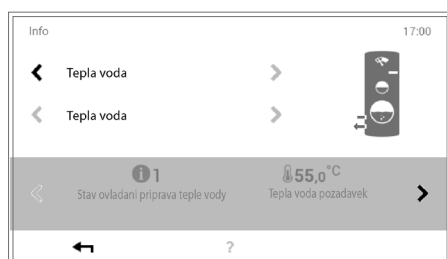 Info 17:00
Tepla voda
Tepla voda
1 55,0°C
Stav ovladani priprava teple vody Tepla voda pozadavek
?